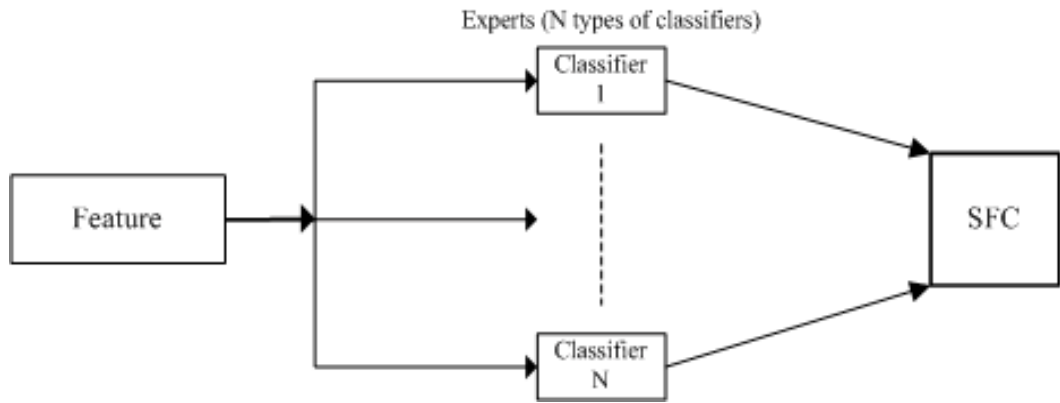 Experts (N types of classifiers)
Classifier
1
Feature
SFC
Classifier
N